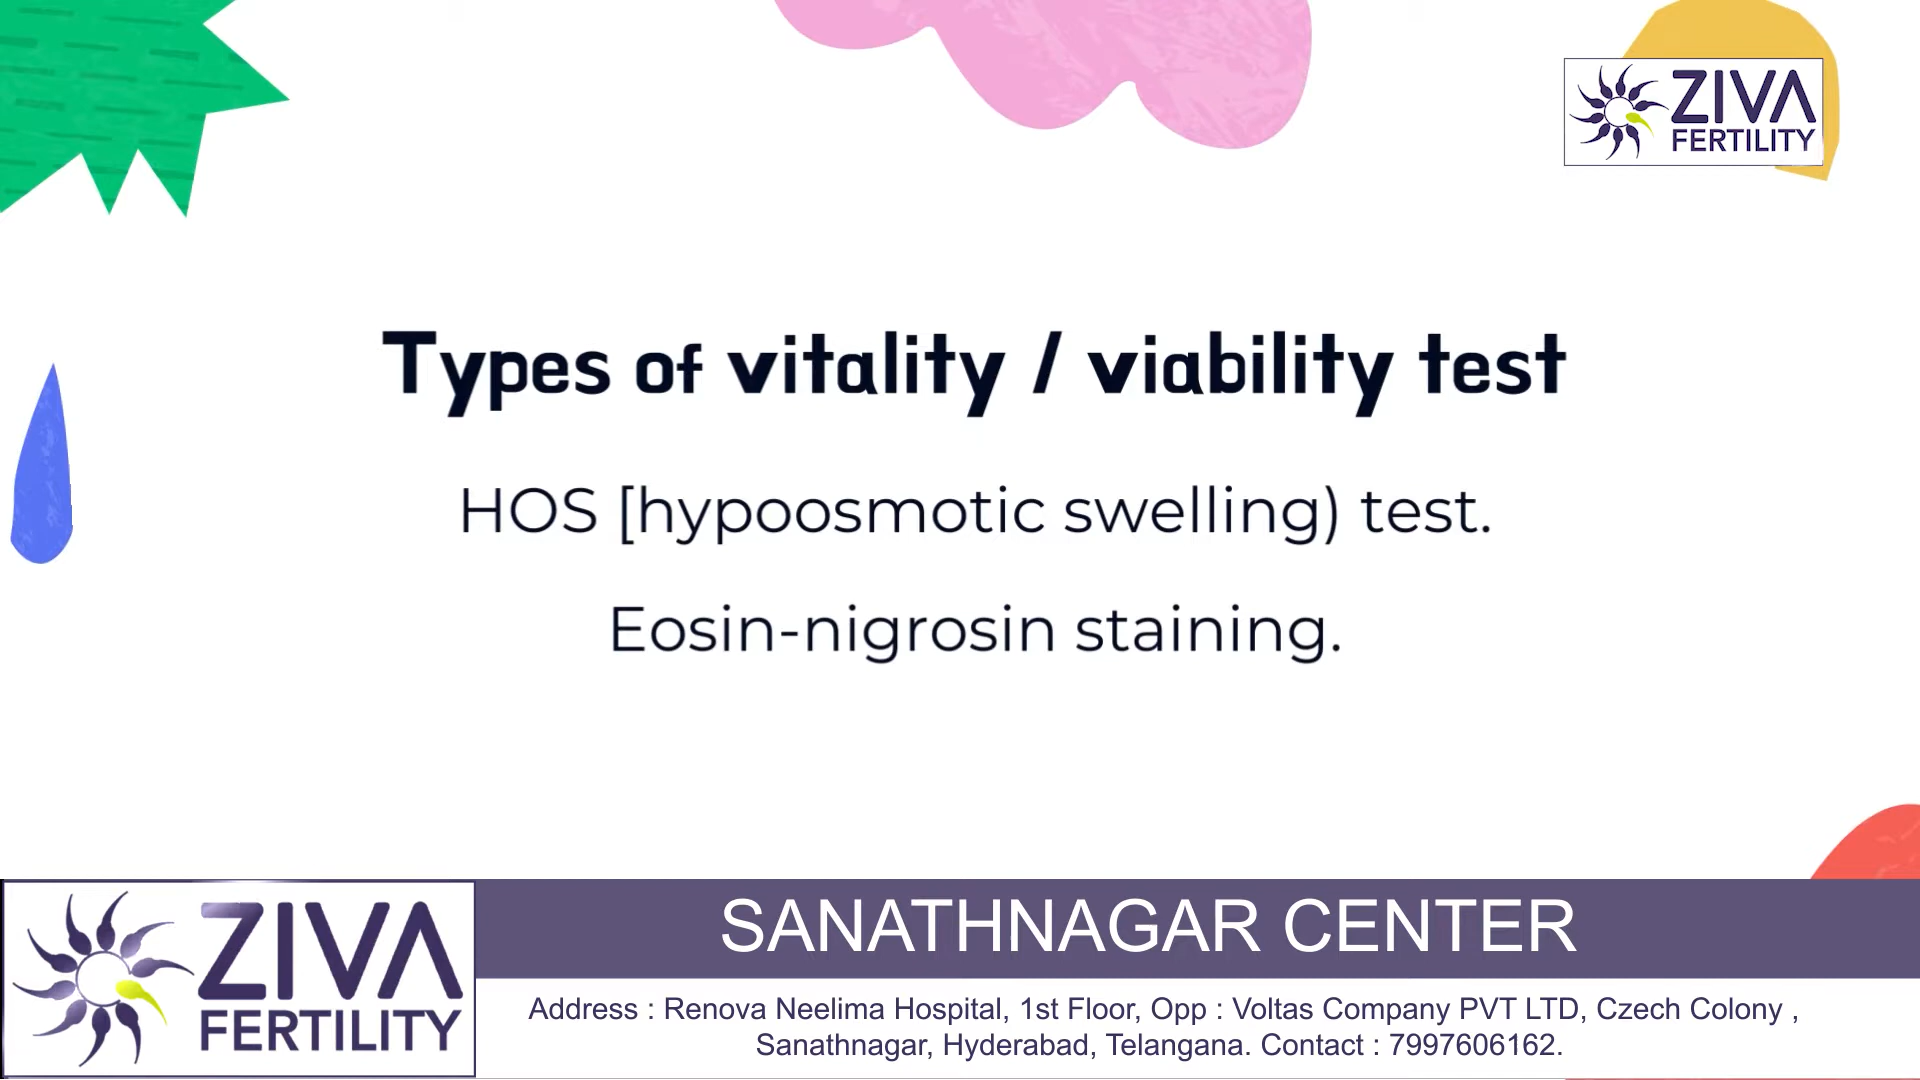 ZIVA
FERTILITY
Types of vitality / viability test
HOS [hypoosmotic swelling) test.
Eosin-nigrosin staining.
ZIVA
FERTILITY
SANATHNAGAR CENTER
Address : Renova Neelima Hospital, 1st Floor, Opp : Voltas Company PVT LTD, Czech Colony ,
Sanathnagar, Hyderabad, Telangana. Contact : 7997606162.